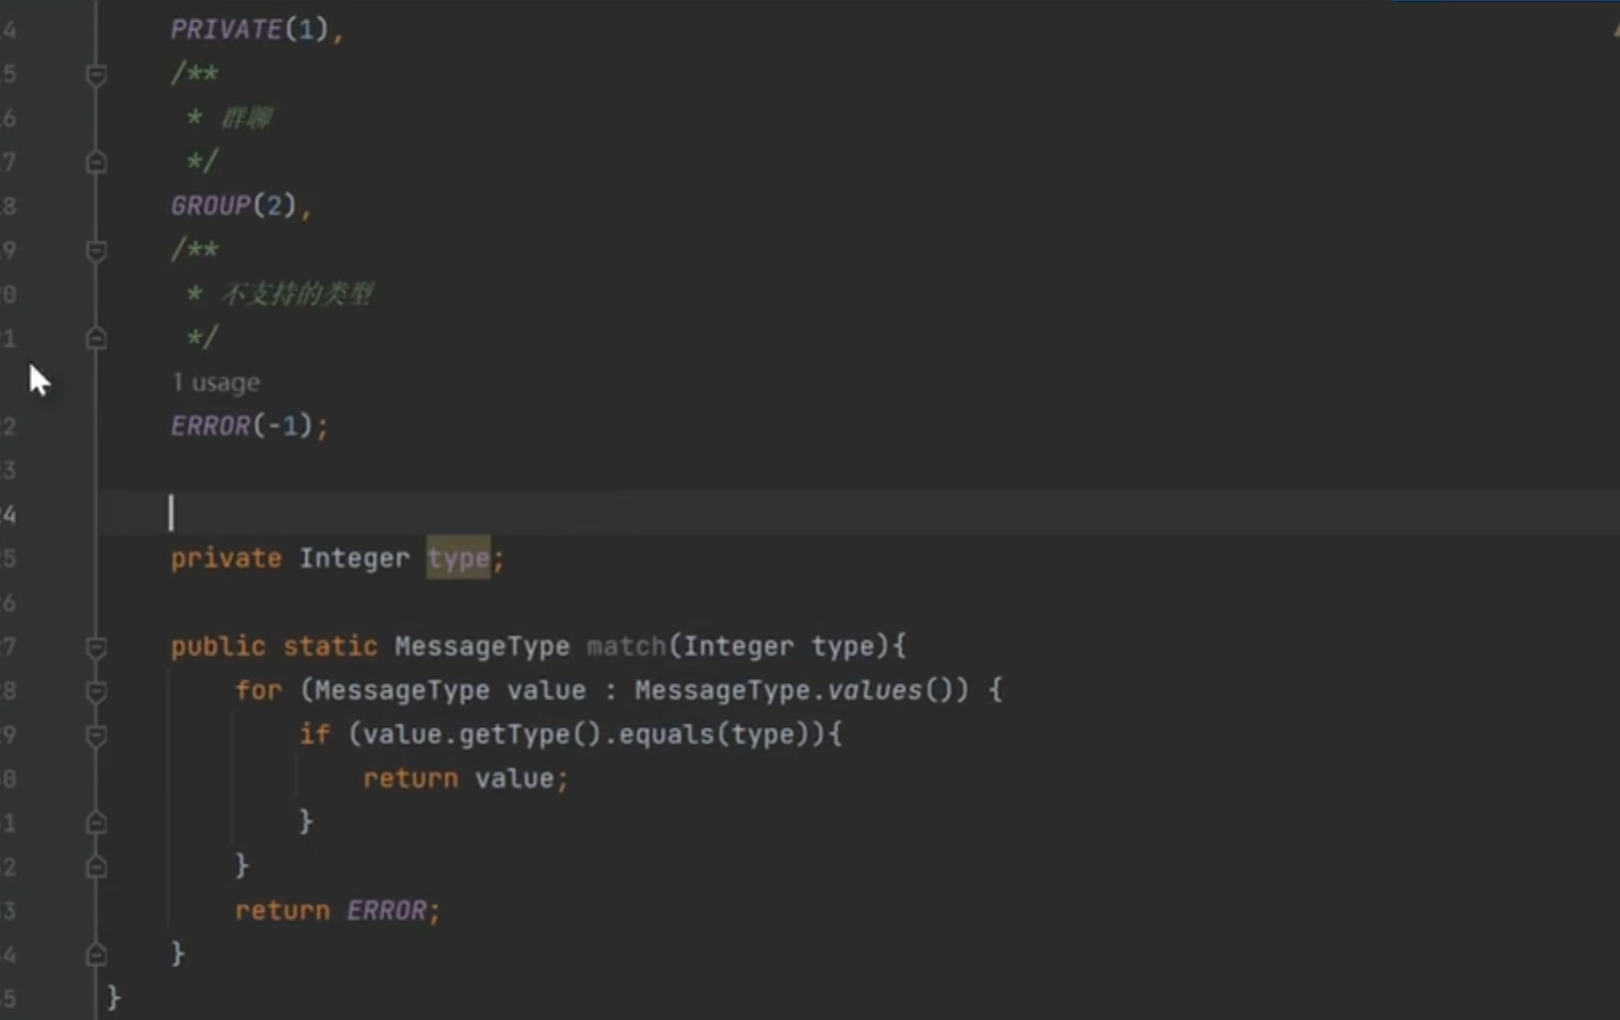 4 PRIVATE(1),
5 /**
6 * 群聊
7 */
8 GROUP(2),
9 /**
0 * 不支持的类型
1 */
1 usage
2 ERROR(-1);
3
4
5 private Integer type;
6
7 public static MessageType match(Integer type){
8 for (MessageType value : MessageType.values()) {
9 if (value.getType().equals(type)){
0 return value;
1 }
2 }
3 return ERROR;
4 }
5 }